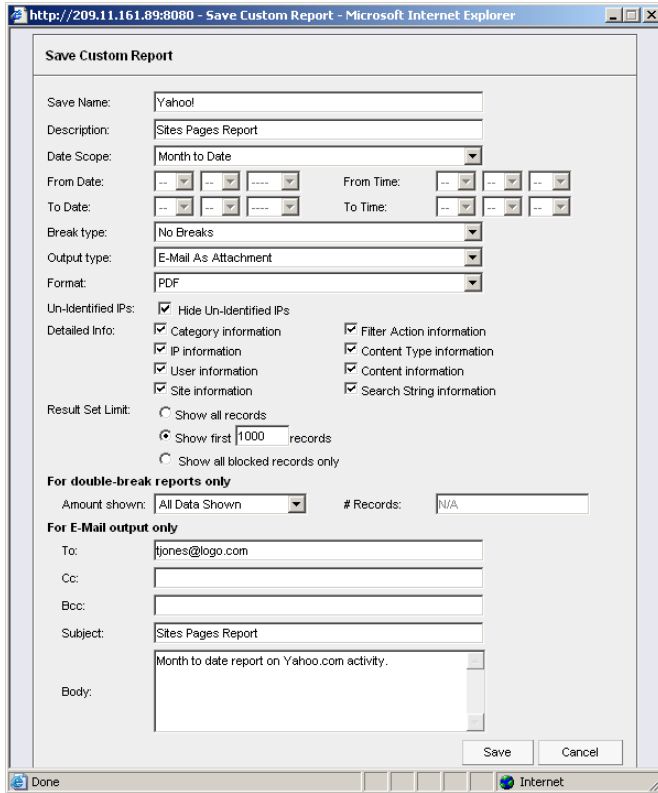 http://209.11.161.89:8080 - Save Custom Report - Microsoft Internet Explorer
Save Custom Report
Save Name: Yahoo!
Description: Sites Pages Report
Date Scope: Month to Date
From Date: -- -- ---- From Time: -- -- --
To Date: -- -- ---- To Time: -- -- --
Break type: No Breaks
Output type: E-Mail As Attachment
Format: PDF
Un-Identified IPs: Hide Un-Identified IPs
Detailed Info: Category information Filter Action information
IP information Content Type information
User information Content information
Site information Search String information
Result Set Limit: Show all records
Show first 1000 records
Show all blocked records only
For double-break reports only
Amount shown: All Data Shown # Records: N/A
For E-Mail output only
To: tjones@logo.com
Cc:
Bcc:
Subject: Sites Pages Report
Body: Month to date report on Yahoo.com activity.
Save Cancel
Done Internet